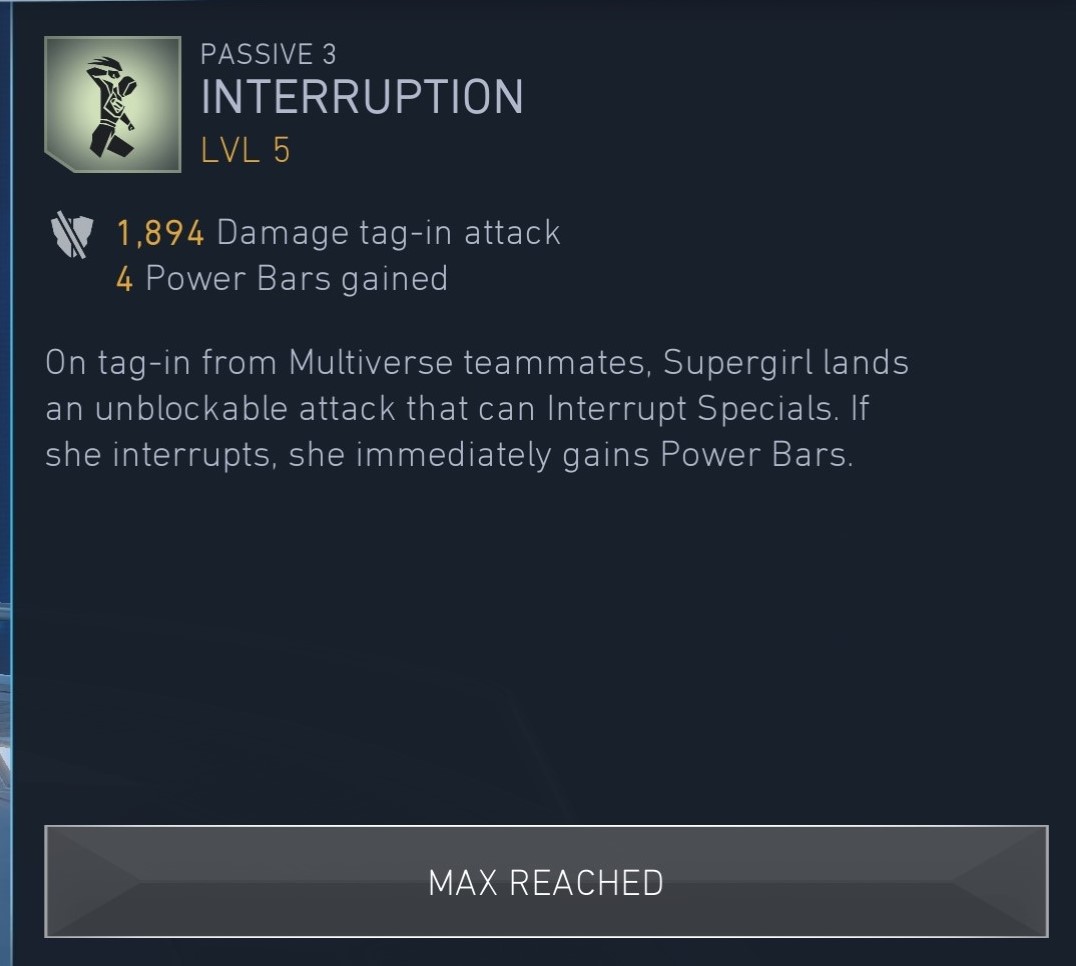 PASSIVE 3
INTERRUPTION
LVL 5
1,894 Damage tag-in attack
4 Power Bars gained
On tag-in from Multiverse teammates, Supergirl lands
an unblockable attack that can Interrupt Specials. If
she interrupts, she immediately gains Power Bars.
MAX REACHED